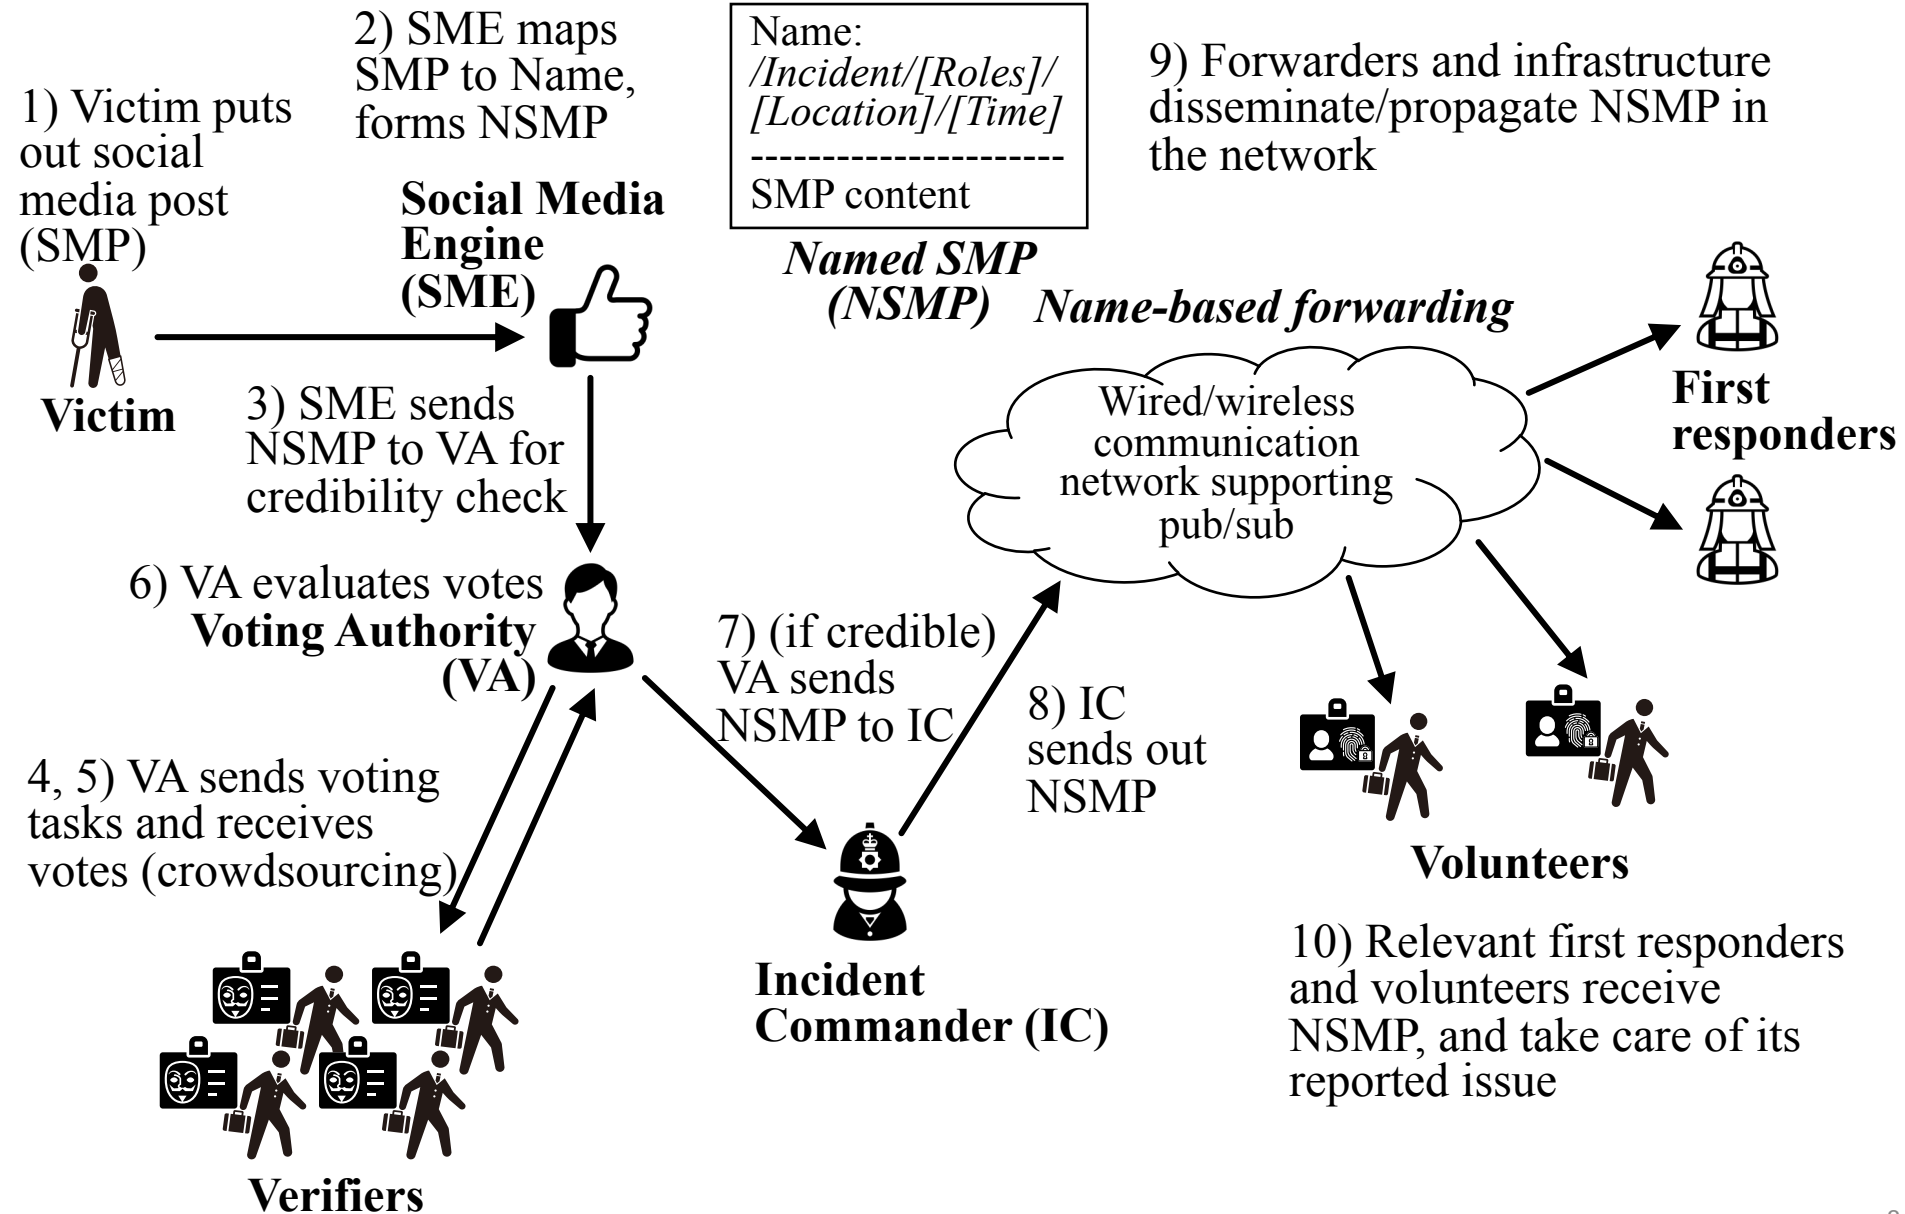 1) Victim puts
out social
media post
(SMP)
Victim
2) SME maps
SMP to Name,
forms NSMP
Social Media
Engine
(SME)
Name:
/Incident/[Roles]/
[Location]/[Time]
----------------------
SMP content
Named SMP
(NSMP)
3) SME sends
NSMP to VA for
credibility check
6) VA evaluates votes
Voting Authority
(VA)
4, 5) VA sends voting
tasks and receives
votes (crowdsourcing)
Verifiers
7) (if credible)
VA sends
NSMP to IC
Incident
Commander (IC)
8) IC
sends out
NSMP
9) Forwarders and infrastructure
disseminate/propagate NSMP in
the network
Name-based forwarding
Wired/wireless
communication
network supporting
pub/sub
First
responders
Volunteers
10) Relevant first responders
and volunteers receive
NSMP, and take care of its
reported issue